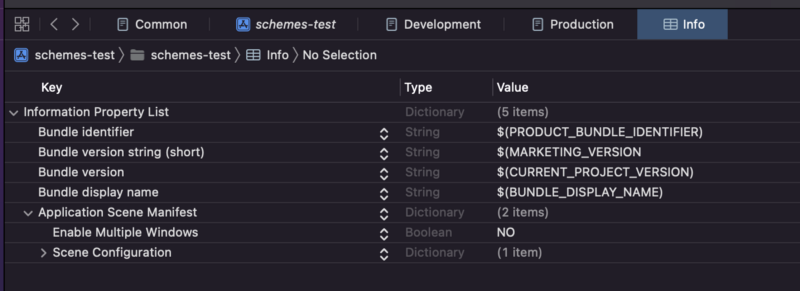 Common schemes-test Development Production Info
schemes-test schemes-test Info No Selection
Key Type Value
Information Property List Dictionary (5 items)
Bundle identifier String $(PRODUCT_BUNDLE_IDENTIFIER)
Bundle version string (short) String $(MARKETING_VERSION
Bundle version String $(CURRENT_PROJECT_VERSION)
Bundle display name String $(BUNDLE_DISPLAY_NAME)
Application Scene Manifest Dictionary (2 items)
Enable Multiple Windows Boolean NO
Scene Configuration Dictionary (1 item)